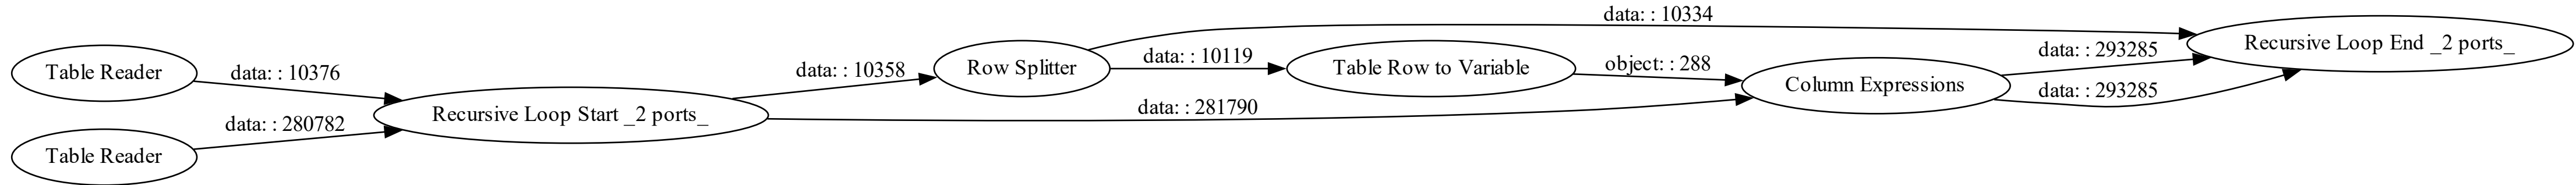 Table Reader
data: : 10376
Table Reader
data: : 280782
Recursive Loop Start _2 ports_
data: : 10358
Row Splitter
data: : 10334
data: : 10119
Table Row to Variable
object: : 288
data: : 281790
Column Expressions
data: : 293285
data: : 293285
Recursive Loop End _2 ports_